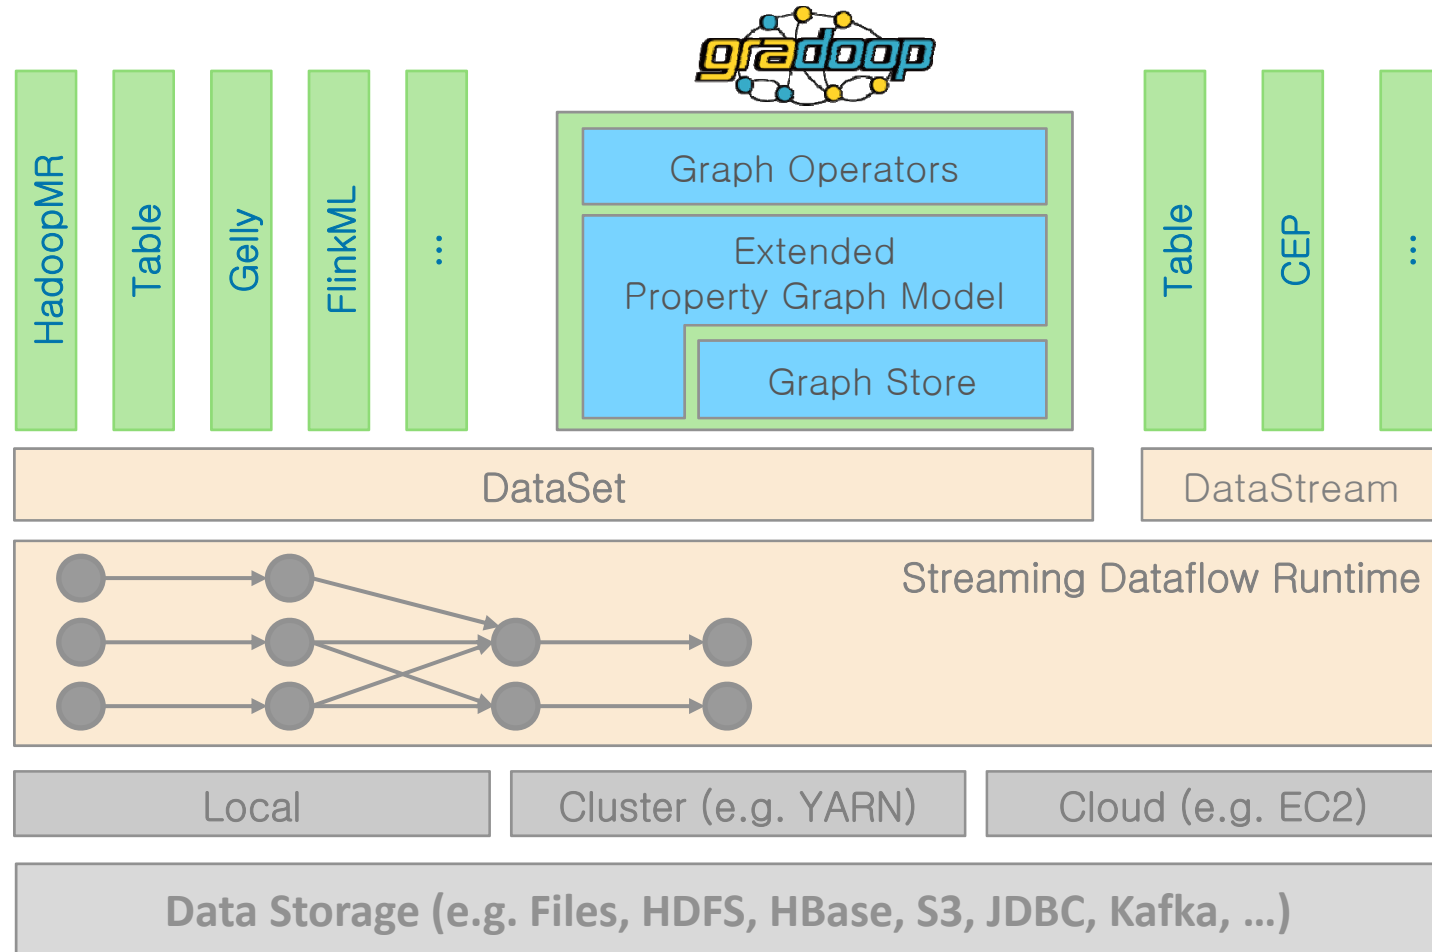 gradoop
HadoopMR
Table
Gelly
FlinkML
...
Graph Operators
Extended
Property Graph Model
Graph Store
Table
CEP
...
DataSet
DataStream
Streaming Dataflow Runtime
Local
Cluster (e.g. YARN)
Cloud (e.g. EC2)
Data Storage (e.g. Files, HDFS, HBase, S3, JDBC, Kafka, ...)